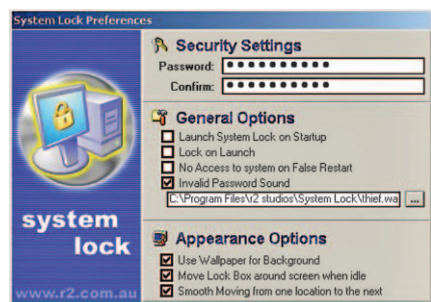 System Lock Preferences
Security Settings
Password: ●●●●●●●●●●
Confirm: ●●●●●●●●●●
General Options
Launch System Lock on Startup
Lock on Launch
No Access to system on False Restart
Invalid Password Sound
C:\Program Files\r2 studios\System Lock\thief.wa
...
Appearance Options
Use Wallpaper for Background
Move Lock Box around screen when idle
Smooth Moving from one location to the next
system
lock
www.r2.com.au